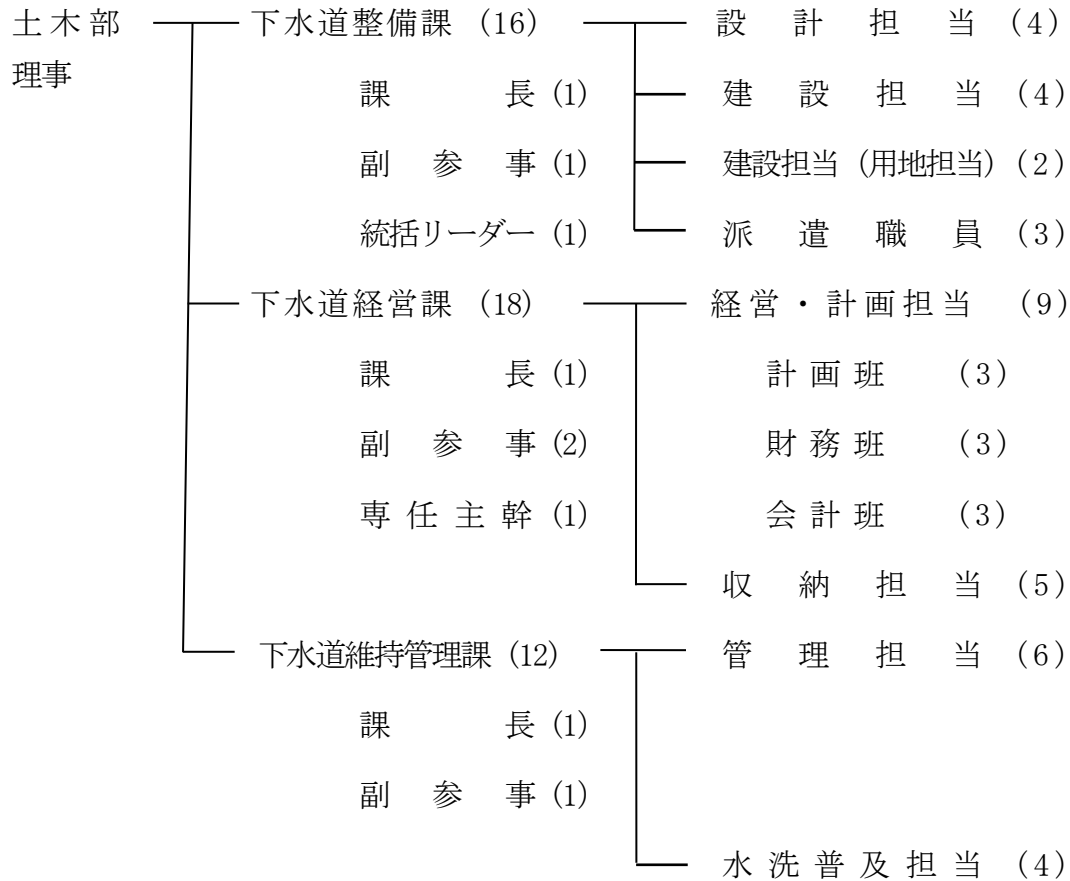 土木部 下水道整備課 (16) 設計担当 (4)
理事
課長 (1) 建設担当 (4)
副参事 (1) 建設担当 (用地担当) (2)
統括リーダー (1) 派遣職員 (3)
下水道経営課 (18) 経営・計画担当 (9)
課長 (1) 計画班 (3)
副参事 (2) 財務班 (3)
専任主幹 (1) 会計班 (3)
収納担当 (5)
下水道維持管理課 (12) 管理担当 (6)
課長 (1)
副参事 (1)
水洗普及担当 (4)